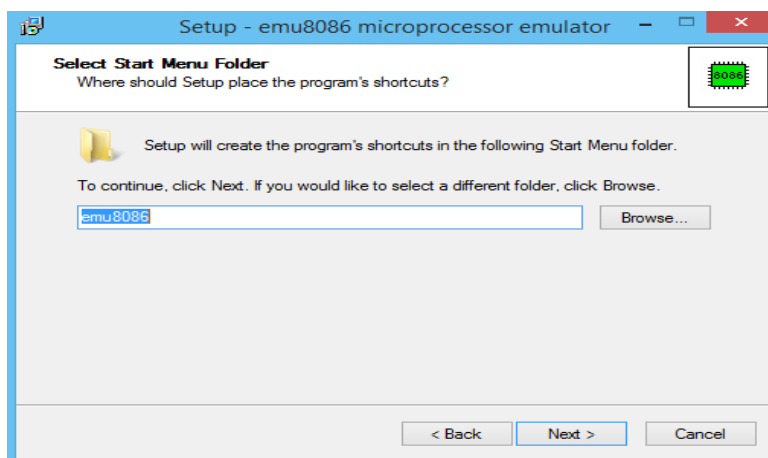 Setup - emu8086 microprocessor emulator
Select Start Menu Folder
Where should Setup place the program's shortcuts?
8086
Setup will create the program's shortcuts in the following Start Menu folder.
To continue, click Next. If you would like to select a different folder, click Browse.
emu8086
Browse...
< Back
Next >
Cancel